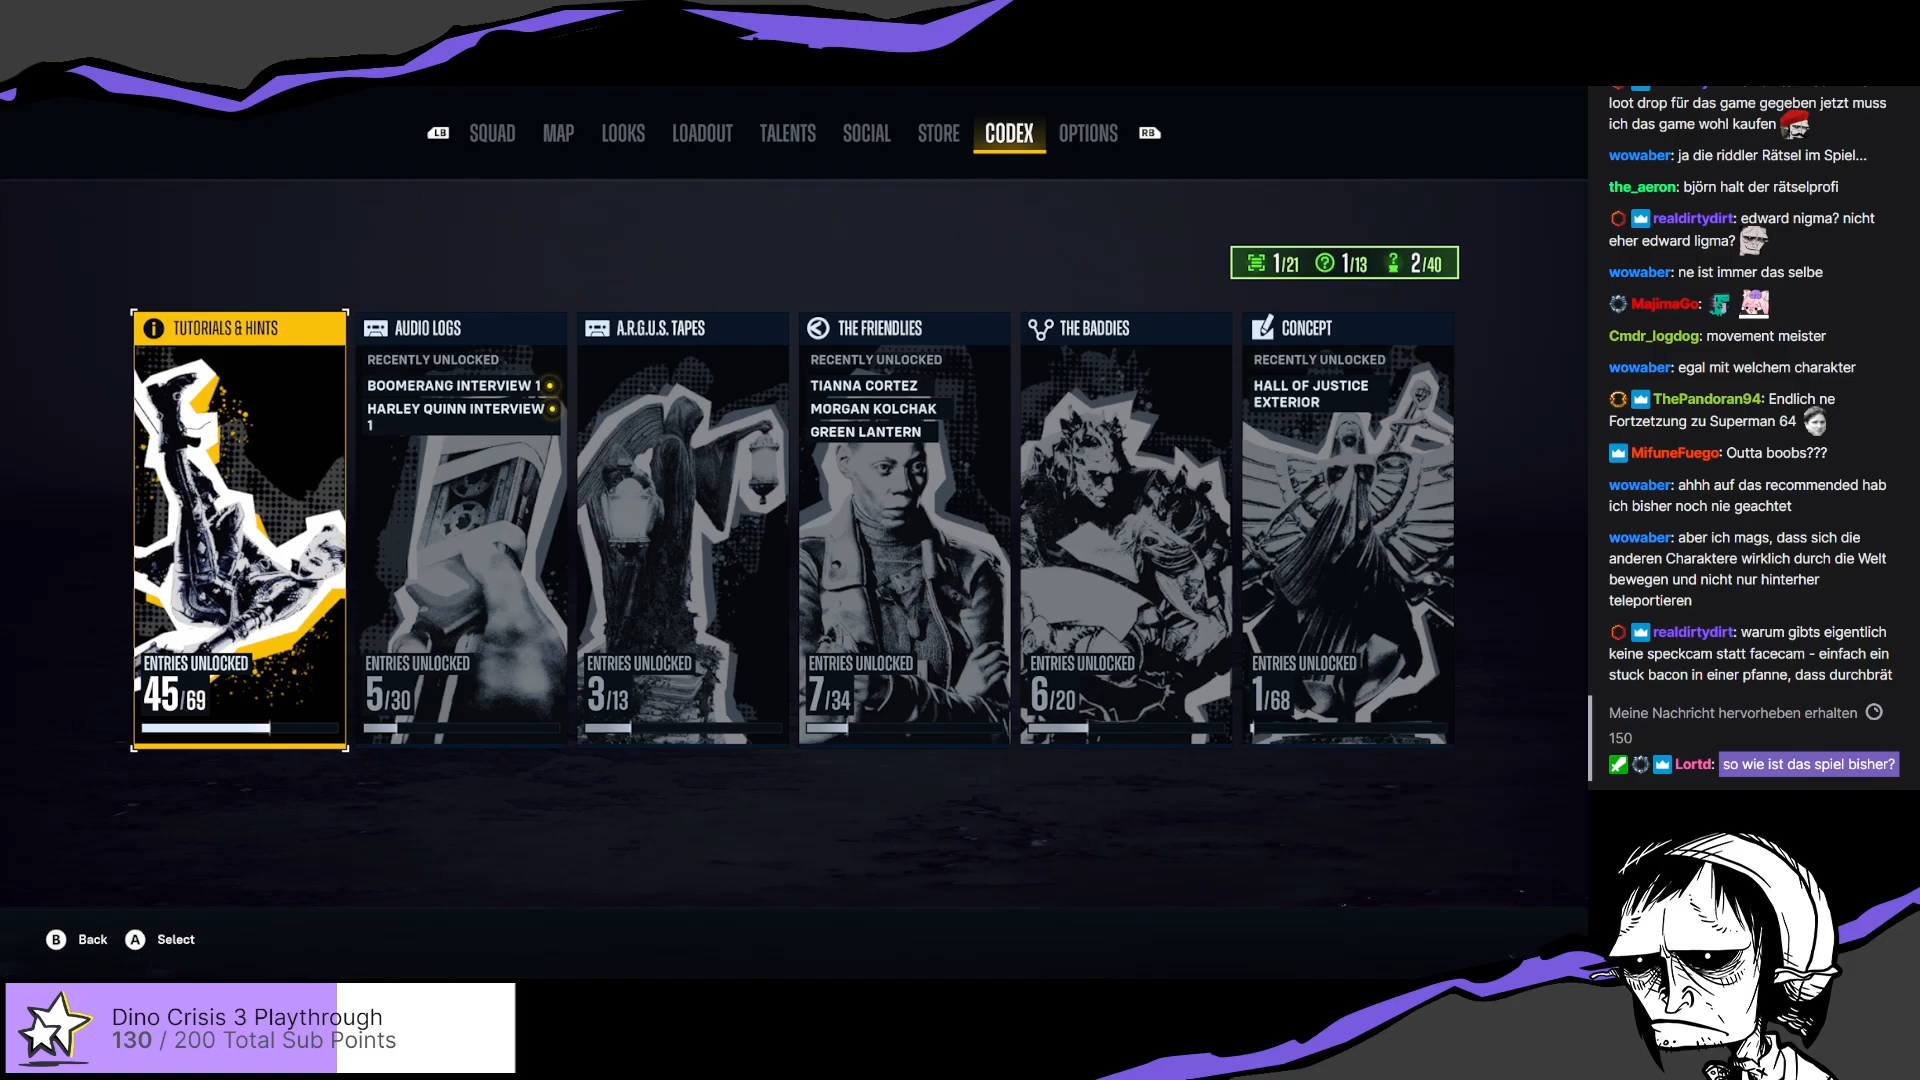 LB SQUAD MAP LOOKS LOADOUT TALENTS SOCIAL STORE CODEX OPTIONS RB
1/21 1/13 2/40
TUTORIALS & HINTS
ENTRIES UNLOCKED
45/69
AUDIO LOGS
RECENTLY UNLOCKED
BOOMERANG INTERVIEW 1
HARLEY QUINN INTERVIEW
1
ENTRIES UNLOCKED
5/30
A.R.G.U.S. TAPES
ENTRIES UNLOCKED
3/13
THE FRIENDLIES
RECENTLY UNLOCKED
TIANNA CORTEZ
MORGAN KOLCHAK
GREEN LANTERN
ENTRIES UNLOCKED
7/34
THE BADDIES
ENTRIES UNLOCKED
6/20
CONCEPT
RECENTLY UNLOCKED
HALL OF JUSTICE
EXTERIOR
ENTRIES UNLOCKED
1/68
B Back A Select
Dino Crisis 3 Playthrough
130 / 200 Total Sub Points
loot drop für das game gegeben jetzt muss
ich das game wohl kaufen
wowaber: ja die riddler Rätsel im Spiel...
the_aeron: björn halt der rätselprofi
realdirtydirt: edward nigma? nicht
eher edward ligma?
wowaber: ne ist immer das selbe
MajimaGo:
Cmdr_logdog: movement meister
wowaber: egal mit welchem charakter
ThePandoran94: Endlich ne
Fortzetzung zu Superman 64
MifuneFuego: Outta boobs???
wowaber: ahhh auf das recommended hab
ich bisher noch nie geachtet
wowaber: aber ich mags, dass sich die
anderen Charaktere wirklich durch die Welt
bewegen und nicht nur hinterher
teleportieren
realdirtydirt: warum gibts eigentlich
keine speckcam statt facecam - einfach ein
stuck bacon in einer pfanne, dass durchbrät
Meine Nachricht hervorheben erhalten
150
Lortd: so wie ist das spiel bisher?